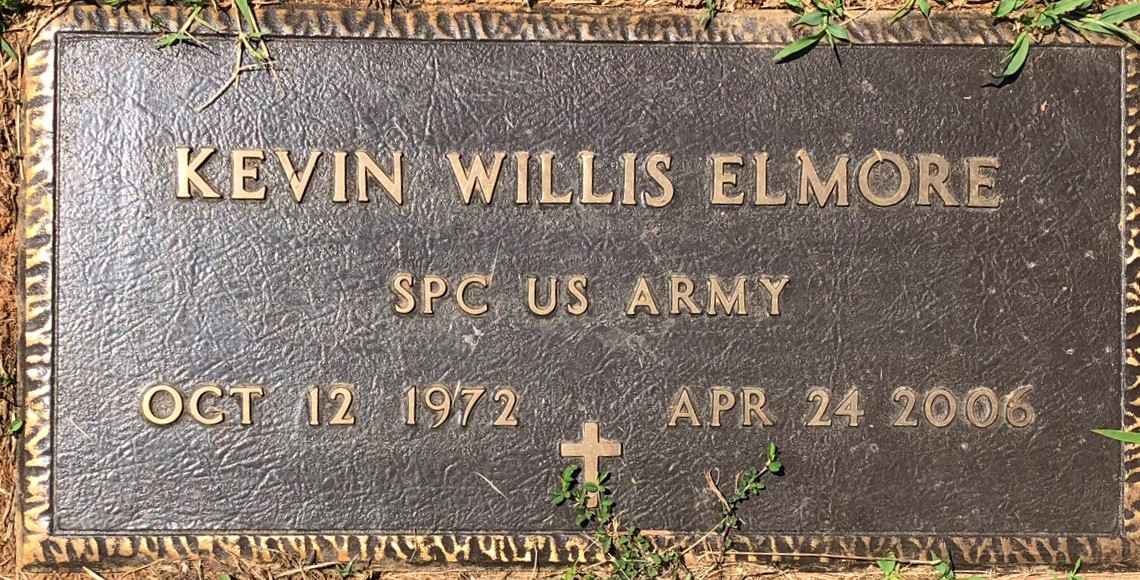 KEVIN WILLIS ELMORE
SPC US ARMY
OCT 12 1972 APR 24 2006